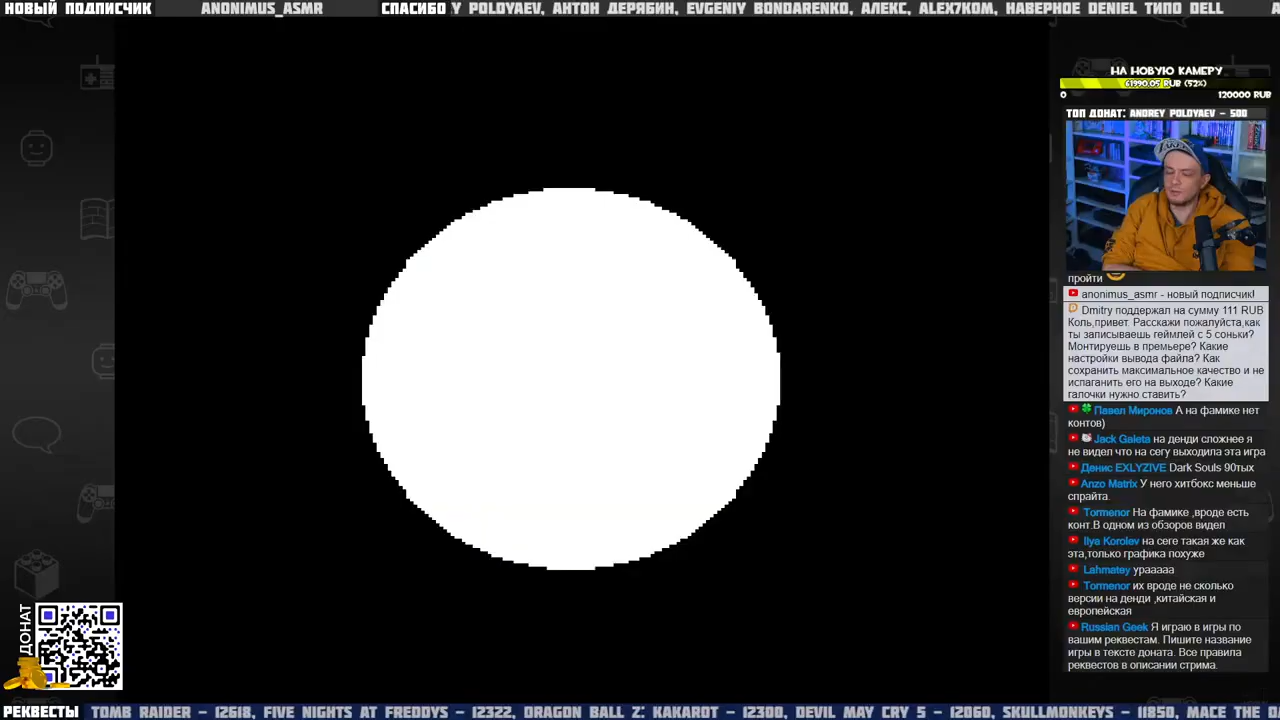 НОВЫЙ ПОДПИСЧИК ANONIMUS_ASMR СПАСИБО У POLOYAEV, АНТОН ДЕРЯБИН, EVGENIY BONDARENKO, АЛЕКС, ALEX7KOM, НАВЕРНОЕ DENIEL ТИПО DELL
НА НОВУЮ КАМЕРУ
61990.05 RUB (52%)
0 120000 RUB
ТОП ДОНАТ: ANDREY POLOYAEV - 500
пройти
anonimus_asmr - новый подписчик!
Dmitry поддержал на сумму 111 RUB
Коль,привет. Расскажи пожалуйста,как
ты записываешь геймлей с 5 соньки?
Монтируешь в премьере? Какие
настройки вывода файла? Как
сохранить максимальное качество и не
испаганить его на выходе? Какие
галочки нужно ставить?
Павел Миронов А на фамике нет
контов)
Jack Galeta на денди сложнее я
не видел что на сегу выходила эта игра
Денис EXLYZIVE Dark Souls 90тых
Anzo Matrix У него хитбокс меньше
спрайта.
Tormenor На фамике ,вроде есть
конт.В одном из обзоров видел
Ilya Korolev на сеге такая же как
эта,только графика похуже
Lahmatey урааааа
Tormenor их вроде не сколько
версии на денди ,китайская и
европейская
Russian Geek Я играю в игры по
вашим реквестам. Пишите название
игры в тексте доната. Все правила
реквестов в описании стрима.
ДОНАТ
РЕКВЕСТЫ TOMB RAIDER - 12618, FIVE NIGHTS AT FREDDYS - 12322, DRAGON BALL Z: KAKAROT - 12300, DEVIL MAY CRY 5 - 12060, SKULLMONKEYS - 11050, MACE THE D